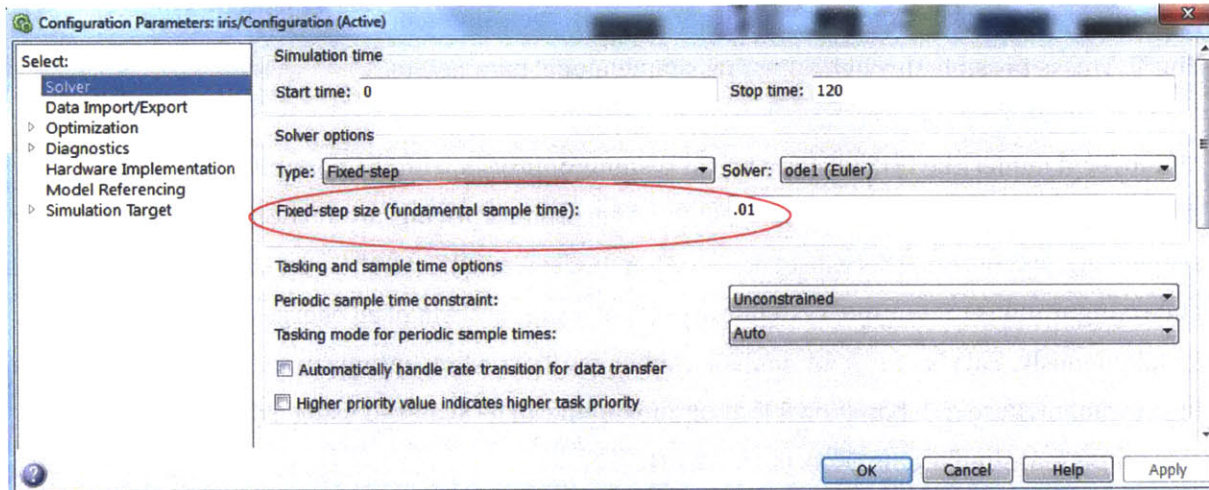 Configuration Parameters: iris/Configuration (Active)
Select:
Solver
Data Import/Export
Optimization
Diagnostics
Hardware Implementation
Model Referencing
Simulation Target
Simulation time
Start time: 0 Stop time: 120
Solver options
Type: Fixed-step Solver: ode1 (Euler)
Fixed-step size (fundamental sample time): .01
Tasking and sample time options
Periodic sample time constraint: Unconstrained
Tasking mode for periodic sample times: Auto
Automatically handle rate transition for data transfer
Higher priority value indicates higher task priority
OK Cancel Help Apply